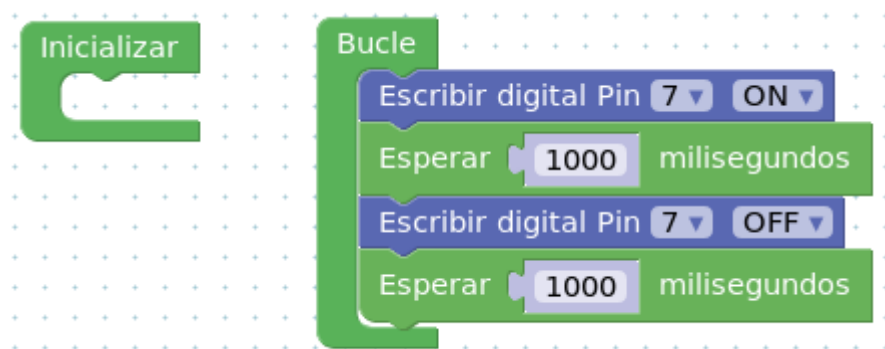 Inicializar
Bucle
Escribir digital Pin 7 ▾ ON ▾
Esperar 1000 milisegundos
Escribir digital Pin 7 ▾ OFF ▾
Esperar 1000 milisegundos